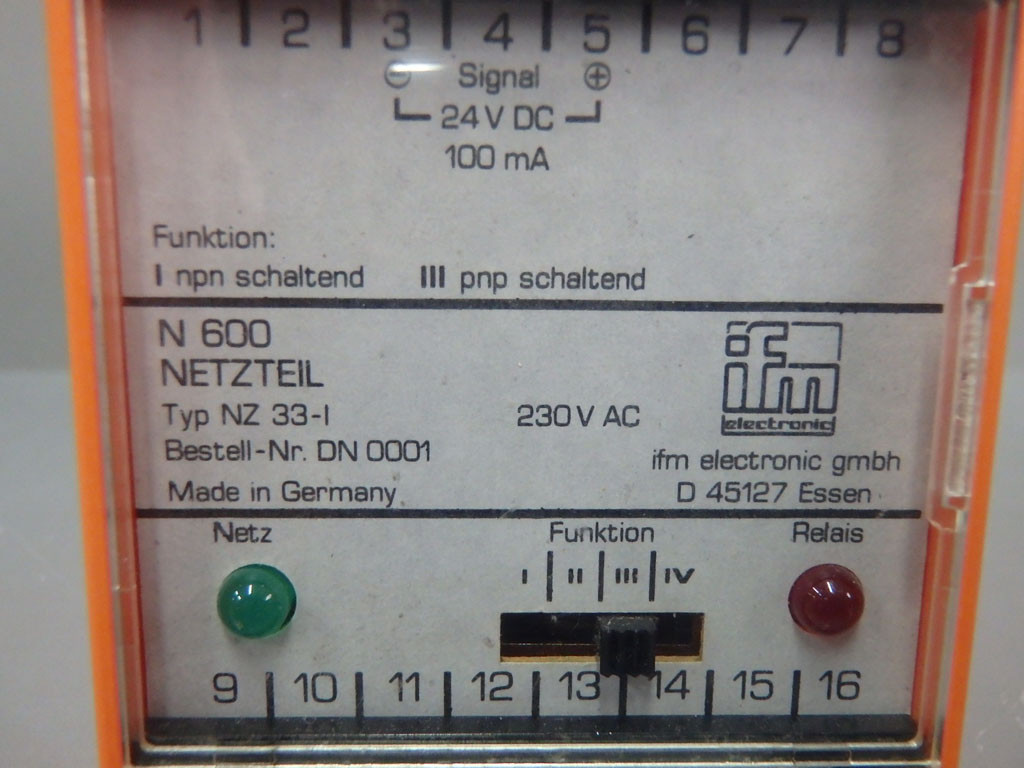 1 2 3 4 5 6 7 8
⊖ Signal ⊕
24 V DC
100 mA
Funktion:
I npn schaltend III pnp schaltend
N 600
NETZTEIL
Typ NZ 33-I 230 V AC
Bestell-Nr. DN 0001
Made in Germany
ifm
electronic
ifm electronic gmbh
D 45127 Essen
Netz Funktion Relais
I II III IV
9 10 11 12 13 14 15 16